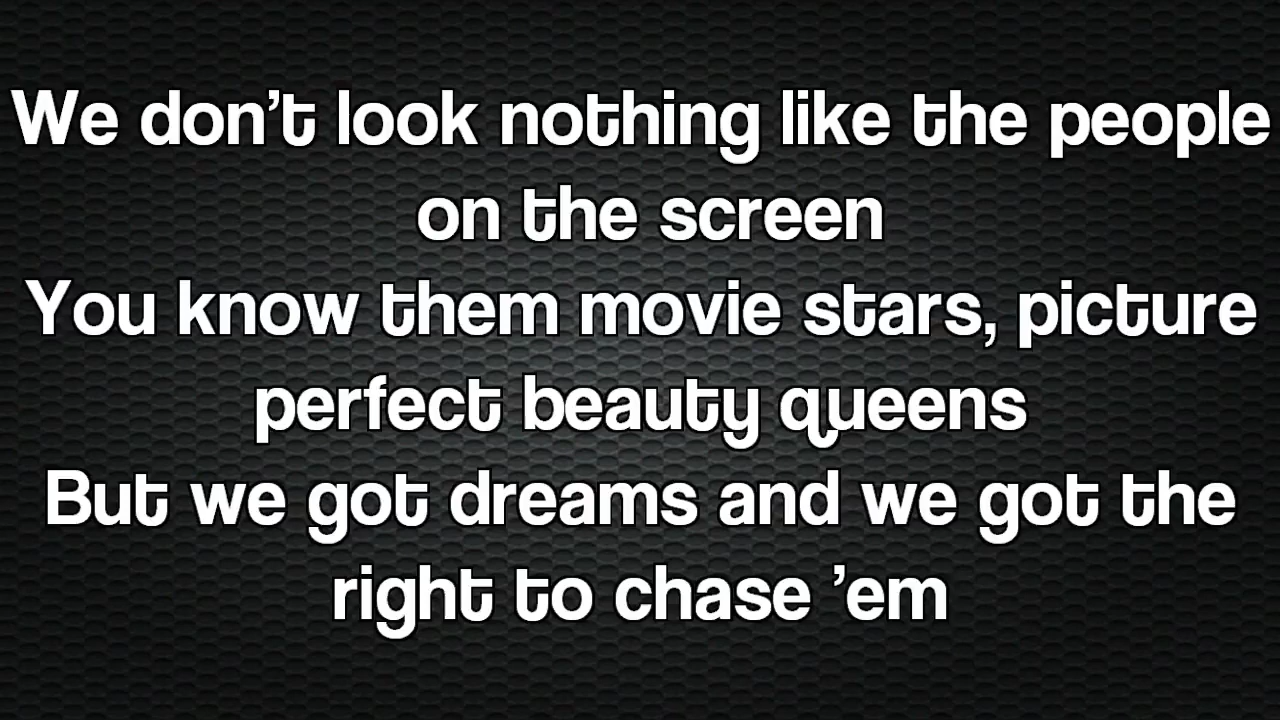 We don't look nothing like the people
on the screen
You know them movie stars, picture
perfect beauty queens
But we got dreams and we got the
right to chase 'em